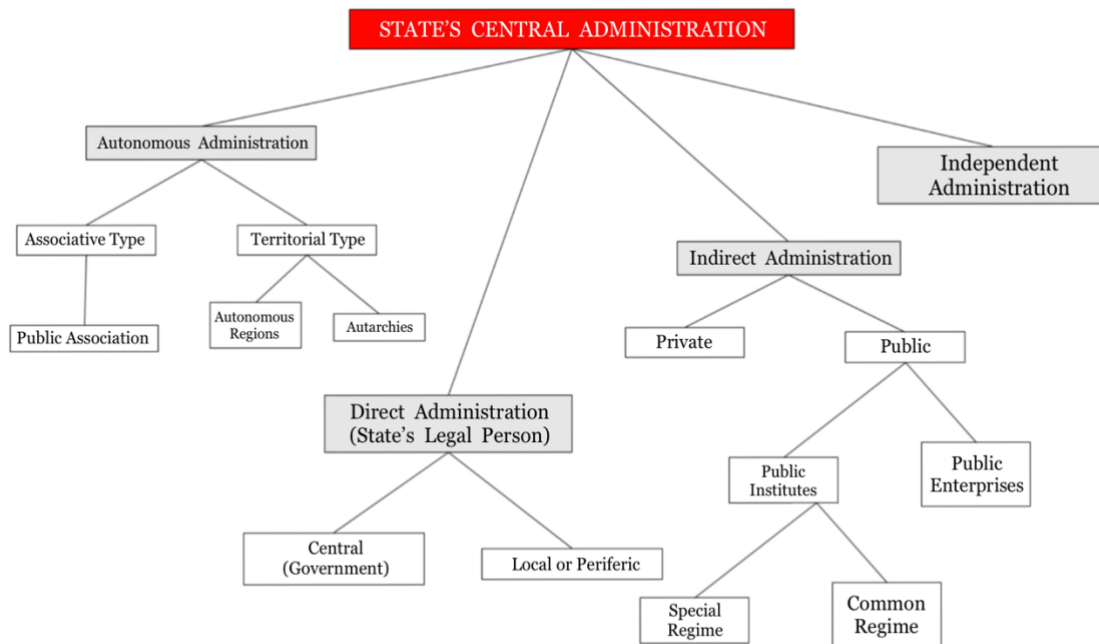 STATE'S CENTRAL ADMINISTRATION
Autonomous Administration
Independent
Administration
Associative Type
Territorial Type
Indirect Administration
Autonomous
Regions
Autarchies
Public Association
Private
Public
Direct Administration
(State's Legal Person)
Public
Institutes
Public
Enterprises
Central
(Government)
Local or Periferic
Special
Regime
Common
Regime